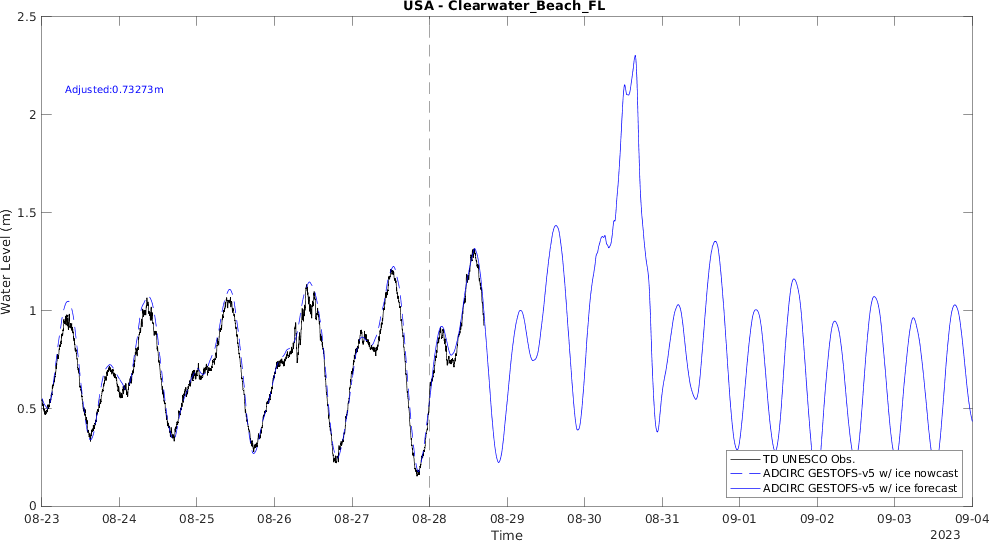 USA - Clearwater_Beach_FL
2.5
Adjusted:0.73273m
2
1.5
Water Level (m)
1
0.5
TD UNESCO Obs.
ADCIRC GESTOFS-v5 w/ ice nowcast
ADCIRC GESTOFS-v5 w/ ice forecast
0
08-23 08-24 08-25 08-26 08-27 08-28 08-29 08-30 08-31 09-01 09-02 09-03 09-04
Time
2023